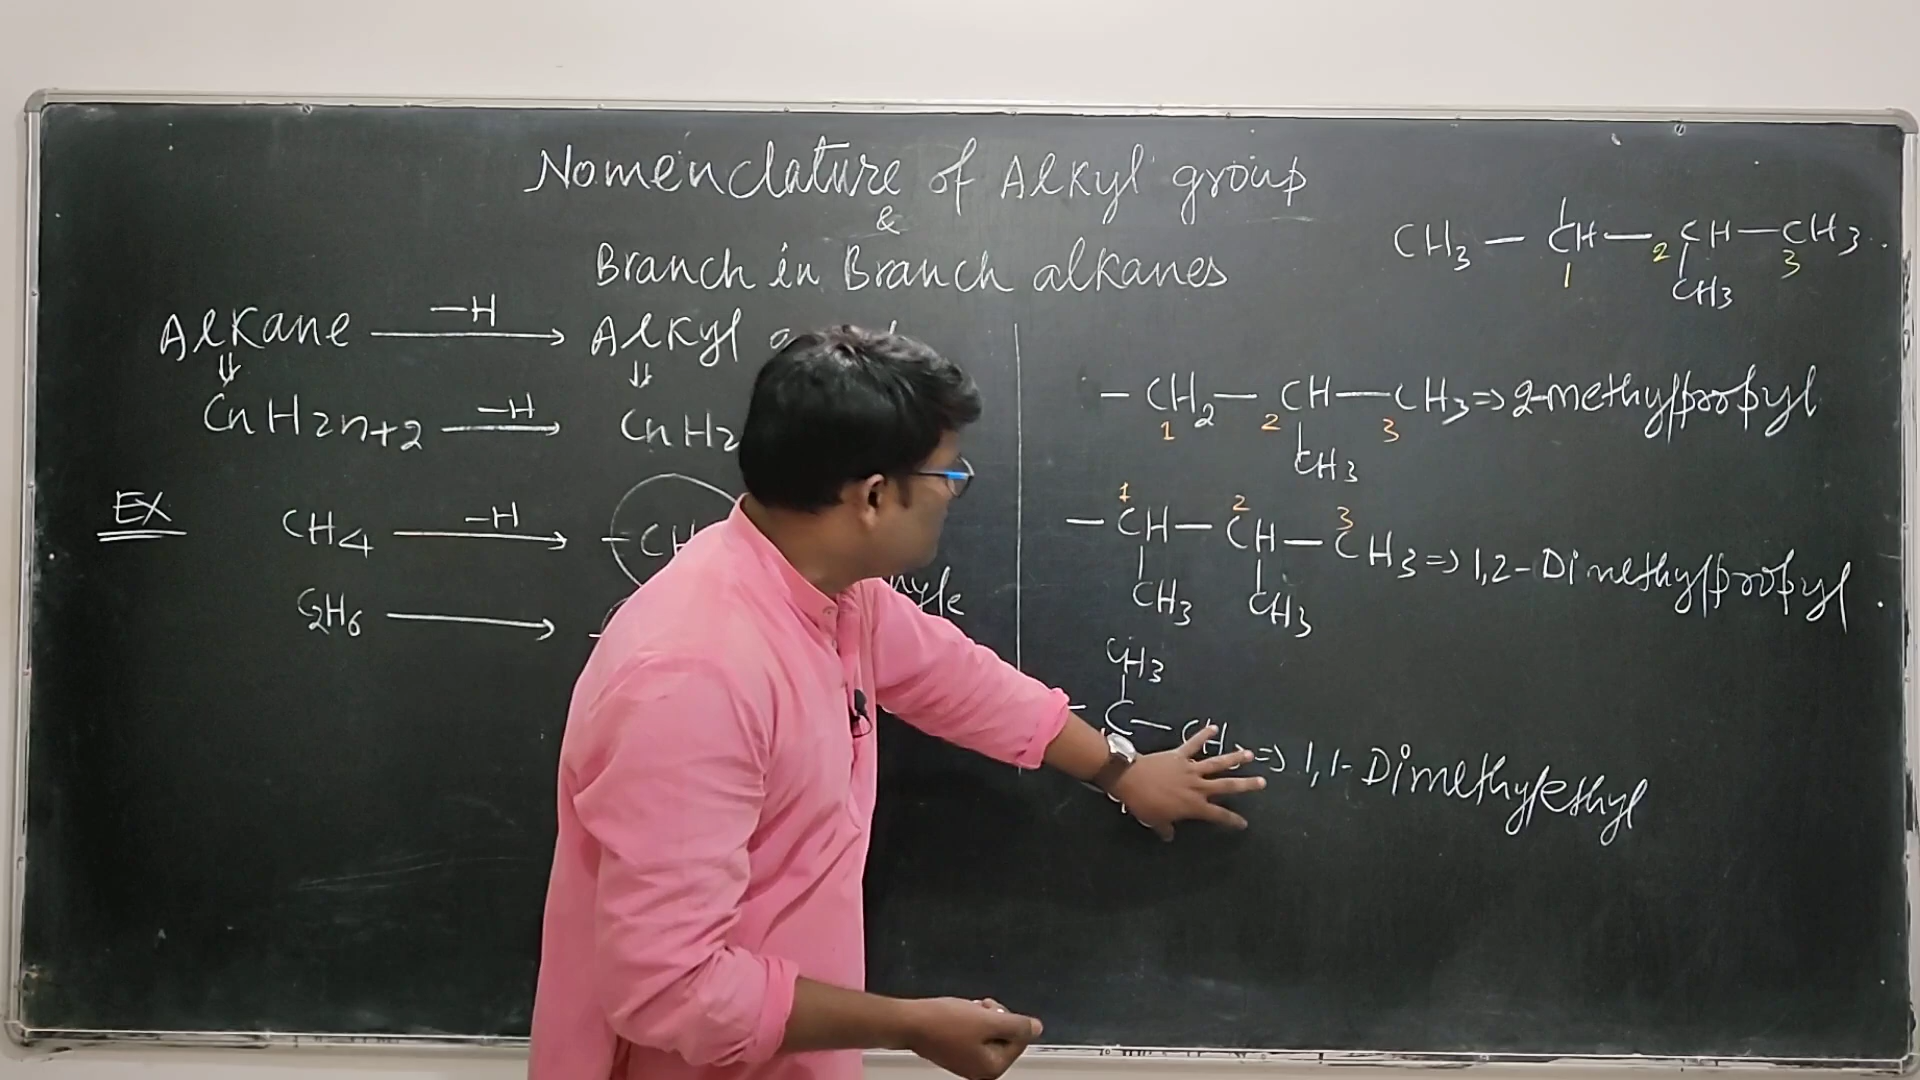 Nomenclature of Alkyl group
&
Branch in Branch alkanes
Alkane —-H→ Alkyl
⇓ ⇓
CnH2n+2 —-H→ CnH2
EX
CH4 —-H→ -CH
C2H6 →
CH3 — CH — CH — CH3
1 2 3
CH3
- CH2 — CH — CH3 => 2-methylpropyl
1 2 3
CH3
1 2 3
- CH — CH — CH3 => 1,2-Dimethylpropyl.
CH3 CH3
CH3
- C — CH => 1,1-Dimethylethyl